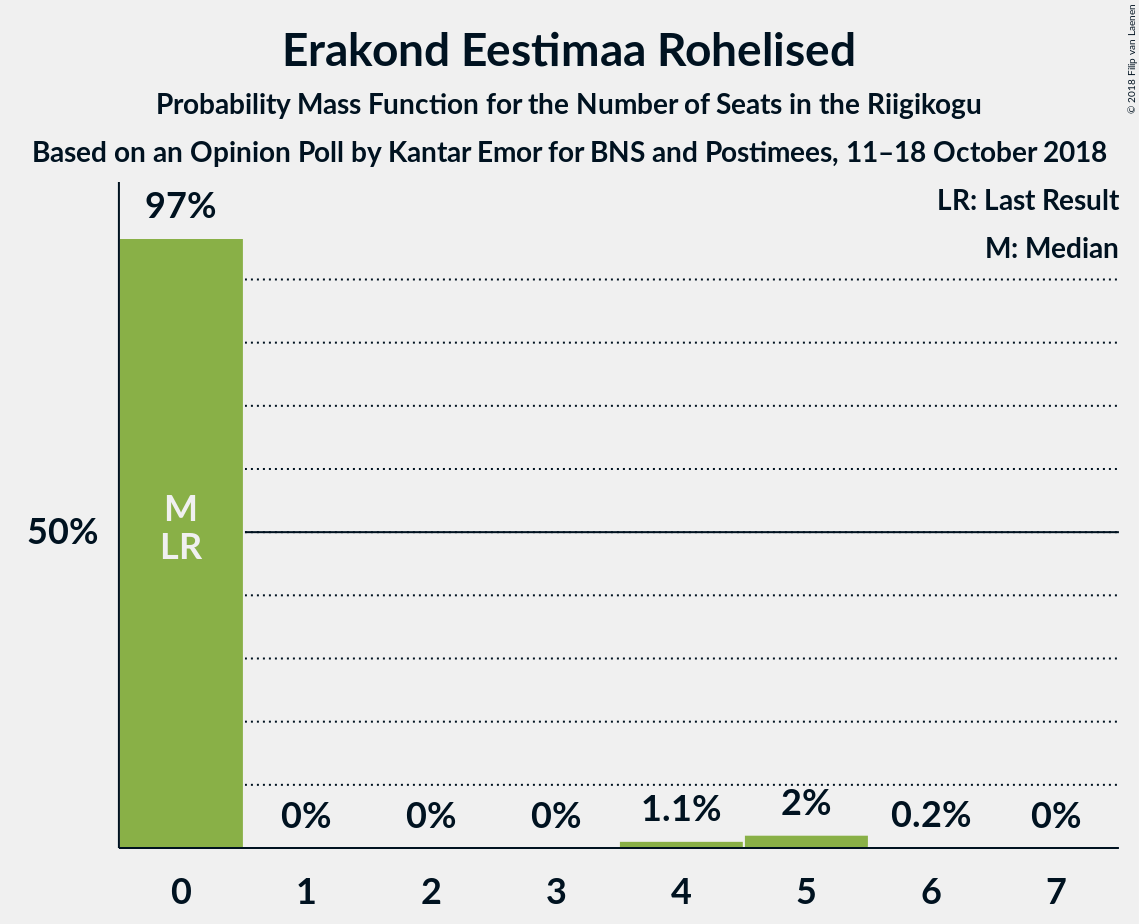 Erakond Eestimaa Rohelised
Probability Mass Function for the Number of Seats in the Riigikogu
Based on an Opinion Poll by Kantar Emor for BNS and Postimees, 11–18 October 2018
© 2018 Filip van Laenen
LR: Last Result
M: Median
97%
M
LR
50%
0%
0%
0%
1.1%
2%
0.2%
0%
0
1
2
3
4
5
6
7